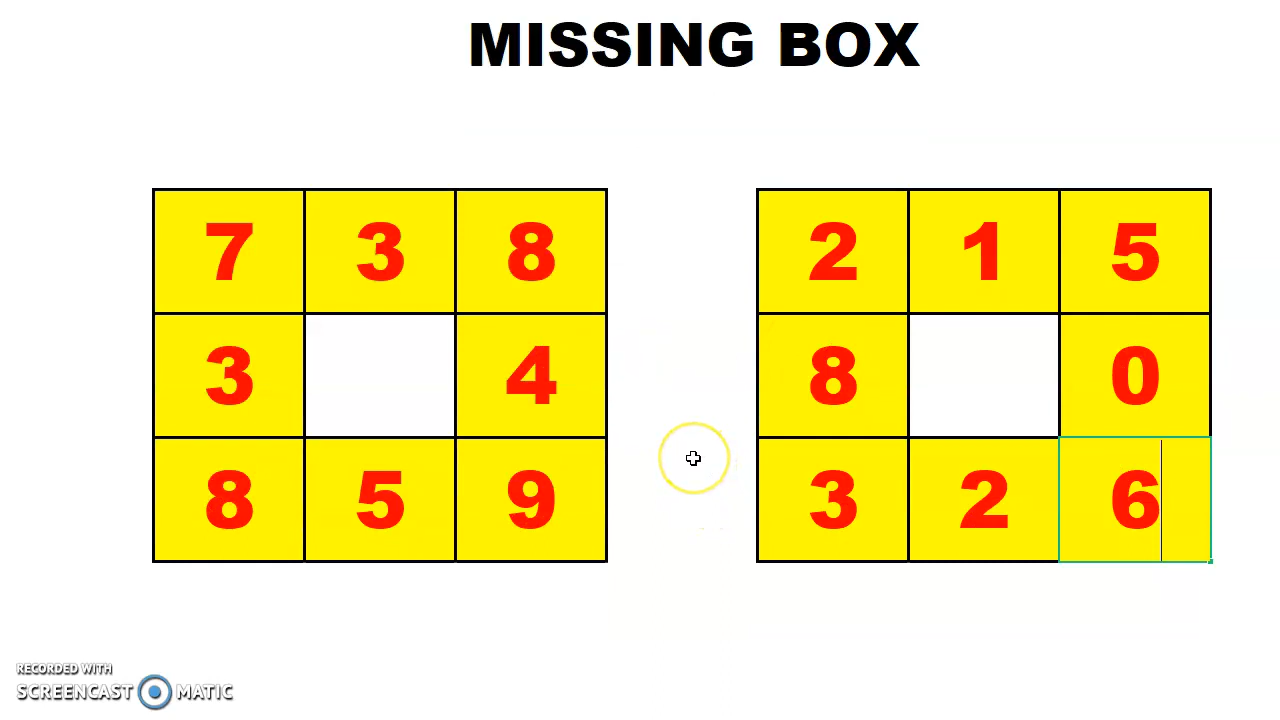 MISSING BOX
7 3 8
3 4
8 5 9
2 1 5
8 0
3 2 6
RECORDED WITH
SCREENCAST MATIC